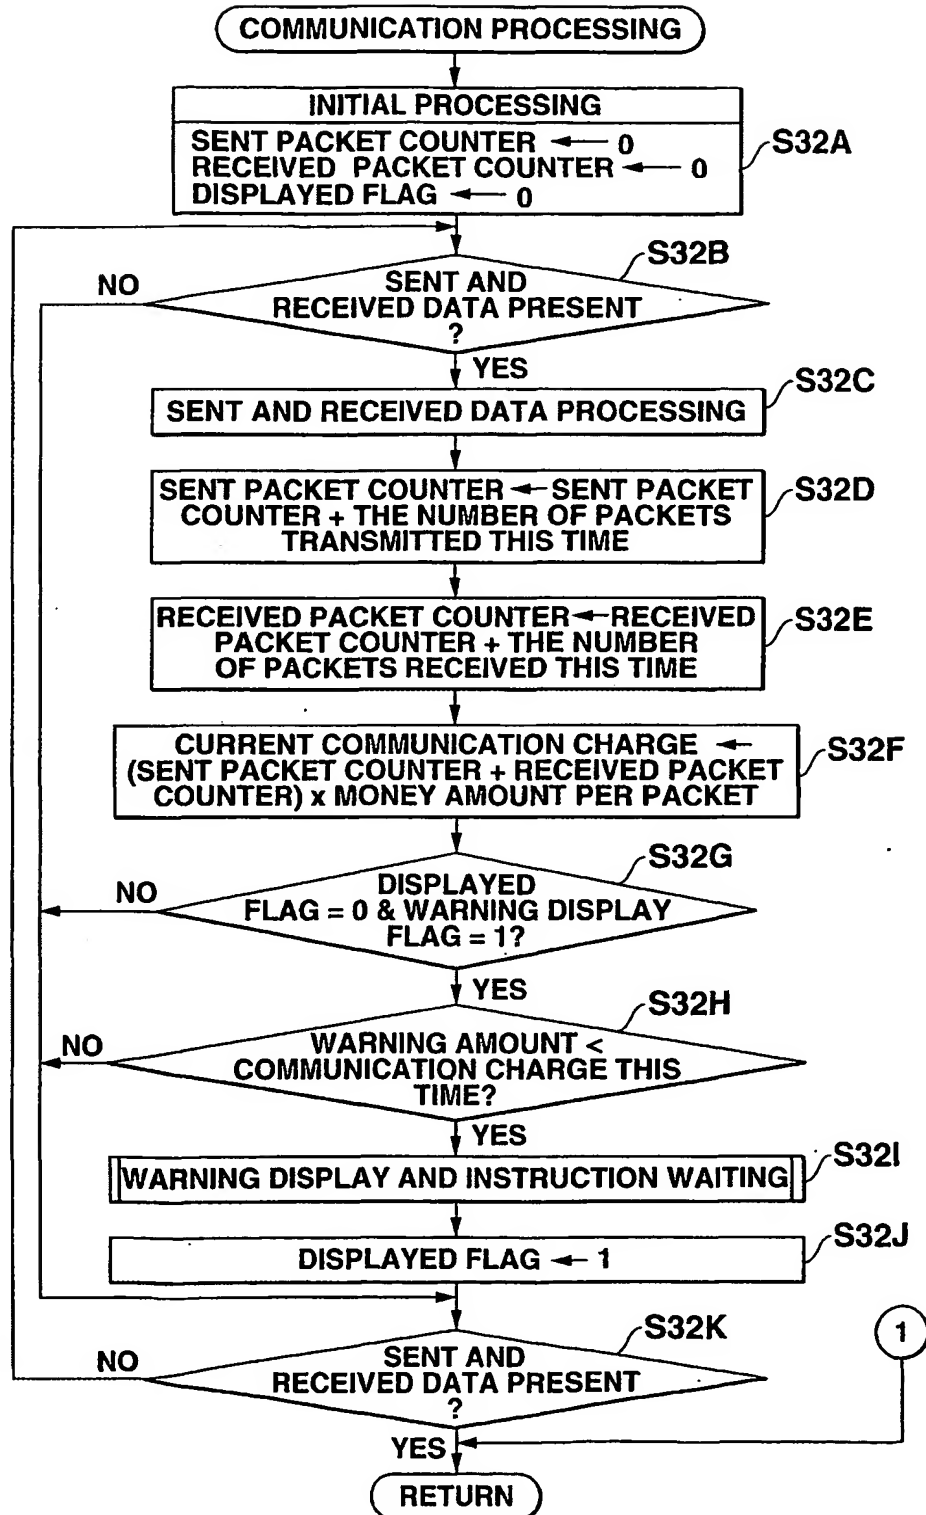 COMMUNICATION PROCESSING
INITIAL PROCESSING
SENT PACKET COUNTER ← 0
RECEIVED PACKET COUNTER ← 0
DISPLAYED FLAG ← 0
S32A
S32B
NO
SENT AND
RECEIVED DATA PRESENT
?
YES
S32C
SENT AND RECEIVED DATA PROCESSING
SENT PACKET COUNTER ← SENT PACKET
COUNTER + THE NUMBER OF PACKETS
TRANSMITTED THIS TIME
S32D
RECEIVED PACKET COUNTER ← RECEIVED
PACKET COUNTER + THE NUMBER
OF PACKETS RECEIVED THIS TIME
S32E
CURRENT COMMUNICATION CHARGE ←
(SENT PACKET COUNTER + RECEIVED PACKET
COUNTER) x MONEY AMOUNT PER PACKET
S32F
S32G
NO
DISPLAYED
FLAG = 0 & WARNING DISPLAY
FLAG = 1?
YES
S32H
NO
WARNING AMOUNT <
COMMUNICATION CHARGE THIS
TIME?
YES
S32I
WARNING DISPLAY AND INSTRUCTION WAITING
S32J
DISPLAYED FLAG ← 1
S32K
1
NO
SENT AND
RECEIVED DATA PRESENT
?
YES
RETURN